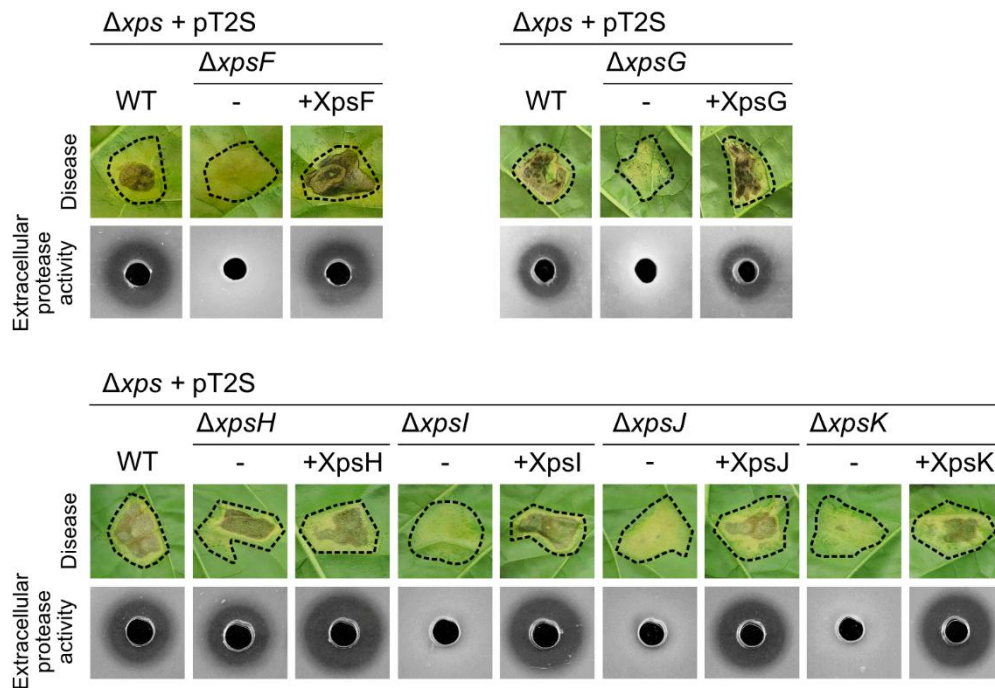 Δxps + pT2S
ΔxpsF
WT - +XpsF
Disease
Extracellular
protease
activity
Δxps + pT2S
ΔxpsG
WT - +XpsG
Δxps + pT2S
ΔxpsH ΔxpsI ΔxpsJ ΔxpsK
WT - +XpsH - +XpsI - +XpsJ - +XpsK
Disease
Extracellular
protease
activity